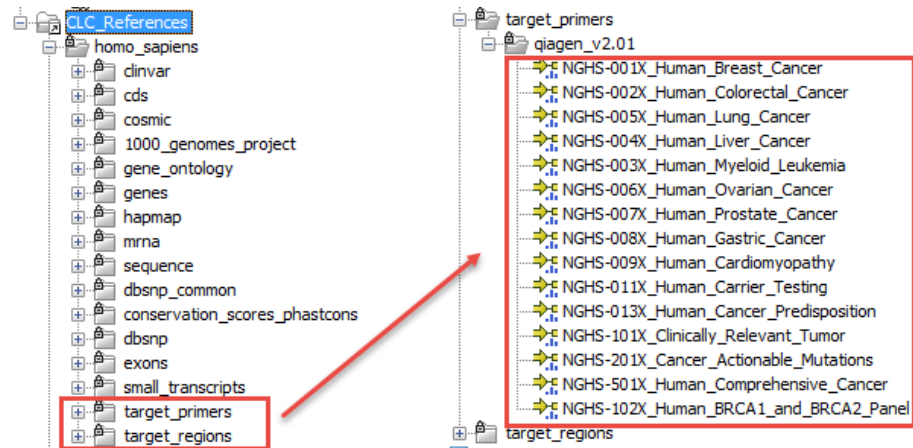 CLC_References
homo_sapiens
clinvar
cds
cosmic
1000_genomes_project
gene_ontology
genes
hapmap
mrna
sequence
dbsnp_common
conservation_scores_phastcons
dbsnp
exons
small_transcripts
target_primers
target_regions
target_primers
qiagen_v2.01
NGHS-001X_Human_Breast_Cancer
NGHS-002X_Human_Colorectal_Cancer
NGHS-005X_Human_Lung_Cancer
NGHS-004X_Human_Liver_Cancer
NGHS-003X_Human_Myeloid_Leukemia
NGHS-006X_Human_Ovarian_Cancer
NGHS-007X_Human_Prostate_Cancer
NGHS-008X_Human_Gastric_Cancer
NGHS-009X_Human_Cardiomyopathy
NGHS-011X_Human_Carrier_Testing
NGHS-013X_Human_Cancer_Predisposition
NGHS-101X_Clinically_Relevant_Tumor
NGHS-201X_Cancer_Actionable_Mutations
NGHS-501X_Human_Comprehensive_Cancer
NGHS-102X_Human_BRCA1_and_BRCA2_Panel
target_regions